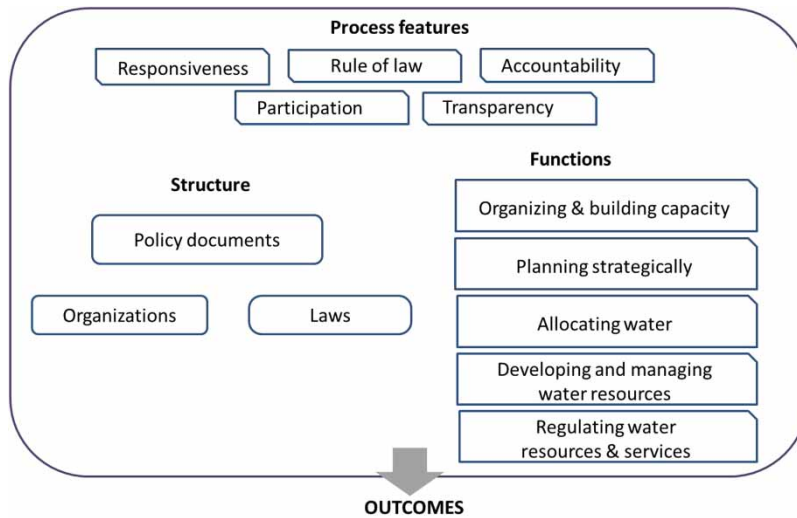 Process features
Responsiveness
Rule of law
Accountability
Participation
Transparency
Structure
Policy documents
Organizations
Laws
Functions
Organizing & building capacity
Planning strategically
Allocating water
Developing and managing
water resources
Regulating water
resources & services
OUTCOMES